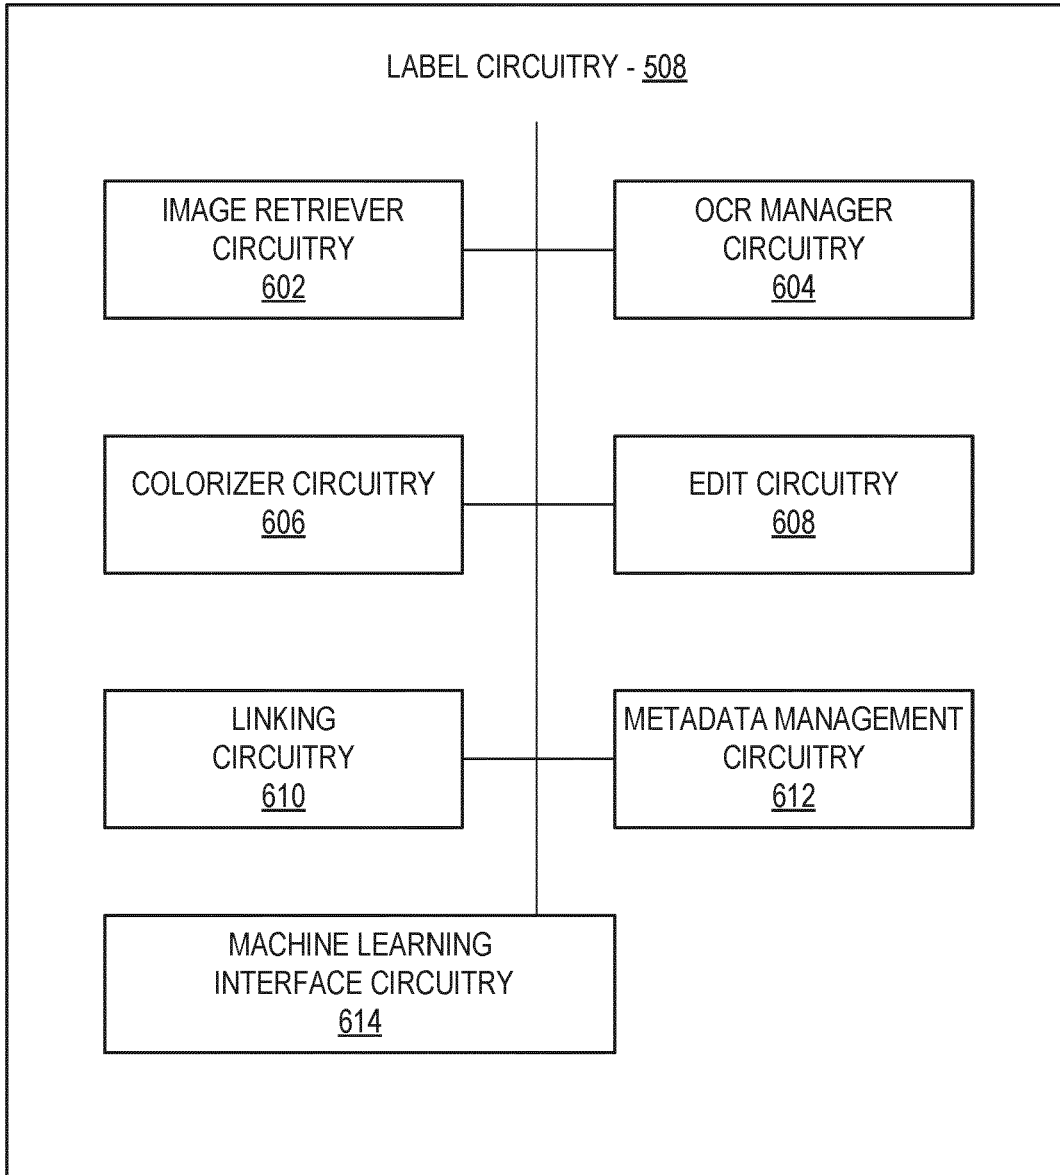 LABEL CIRCUITRY - 508
IMAGE RETRIEVER
CIRCUITRY
602
OCR MANAGER
CIRCUITRY
604
COLORIZER CIRCUITRY
606
EDIT CIRCUITRY
608
LINKING
CIRCUITRY
610
METADATA MANAGEMENT
CIRCUITRY
612
MACHINE LEARNING
INTERFACE CIRCUITRY
614